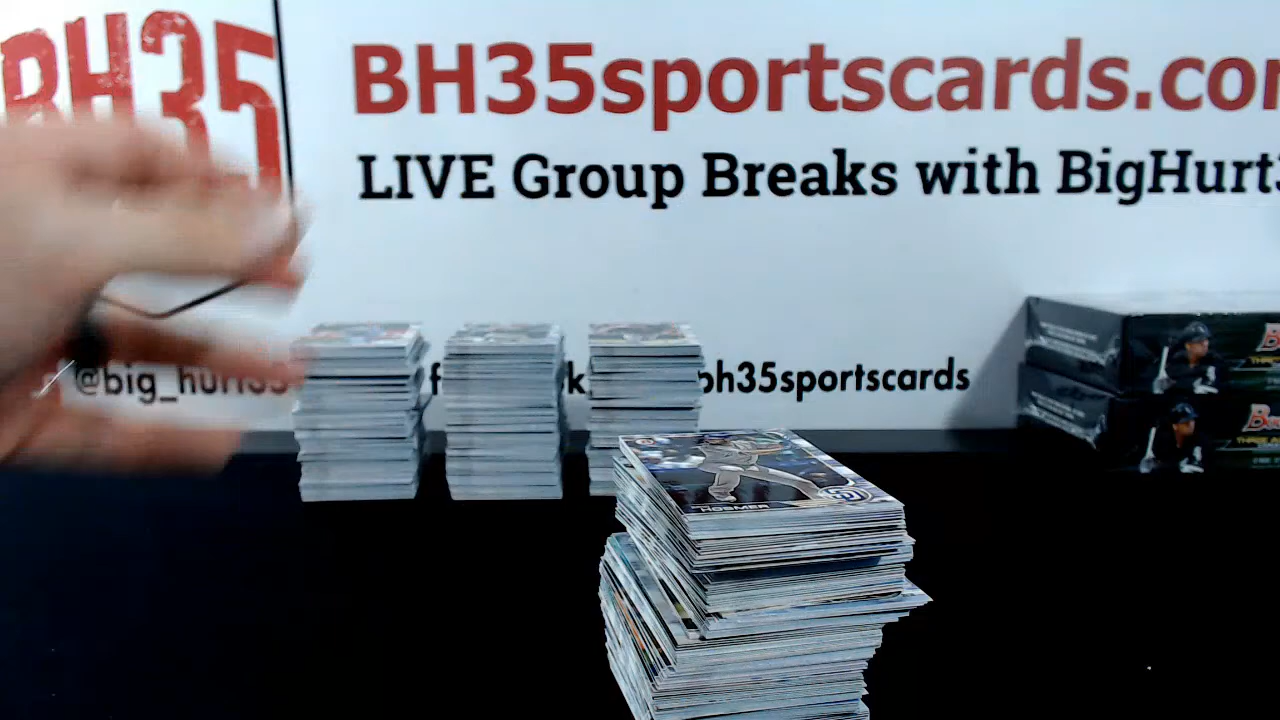 BH35
BH35sportscards.co
LIVE Group Breaks with BigHurt
@big_hurt35
bh35sportscards
HOSMER